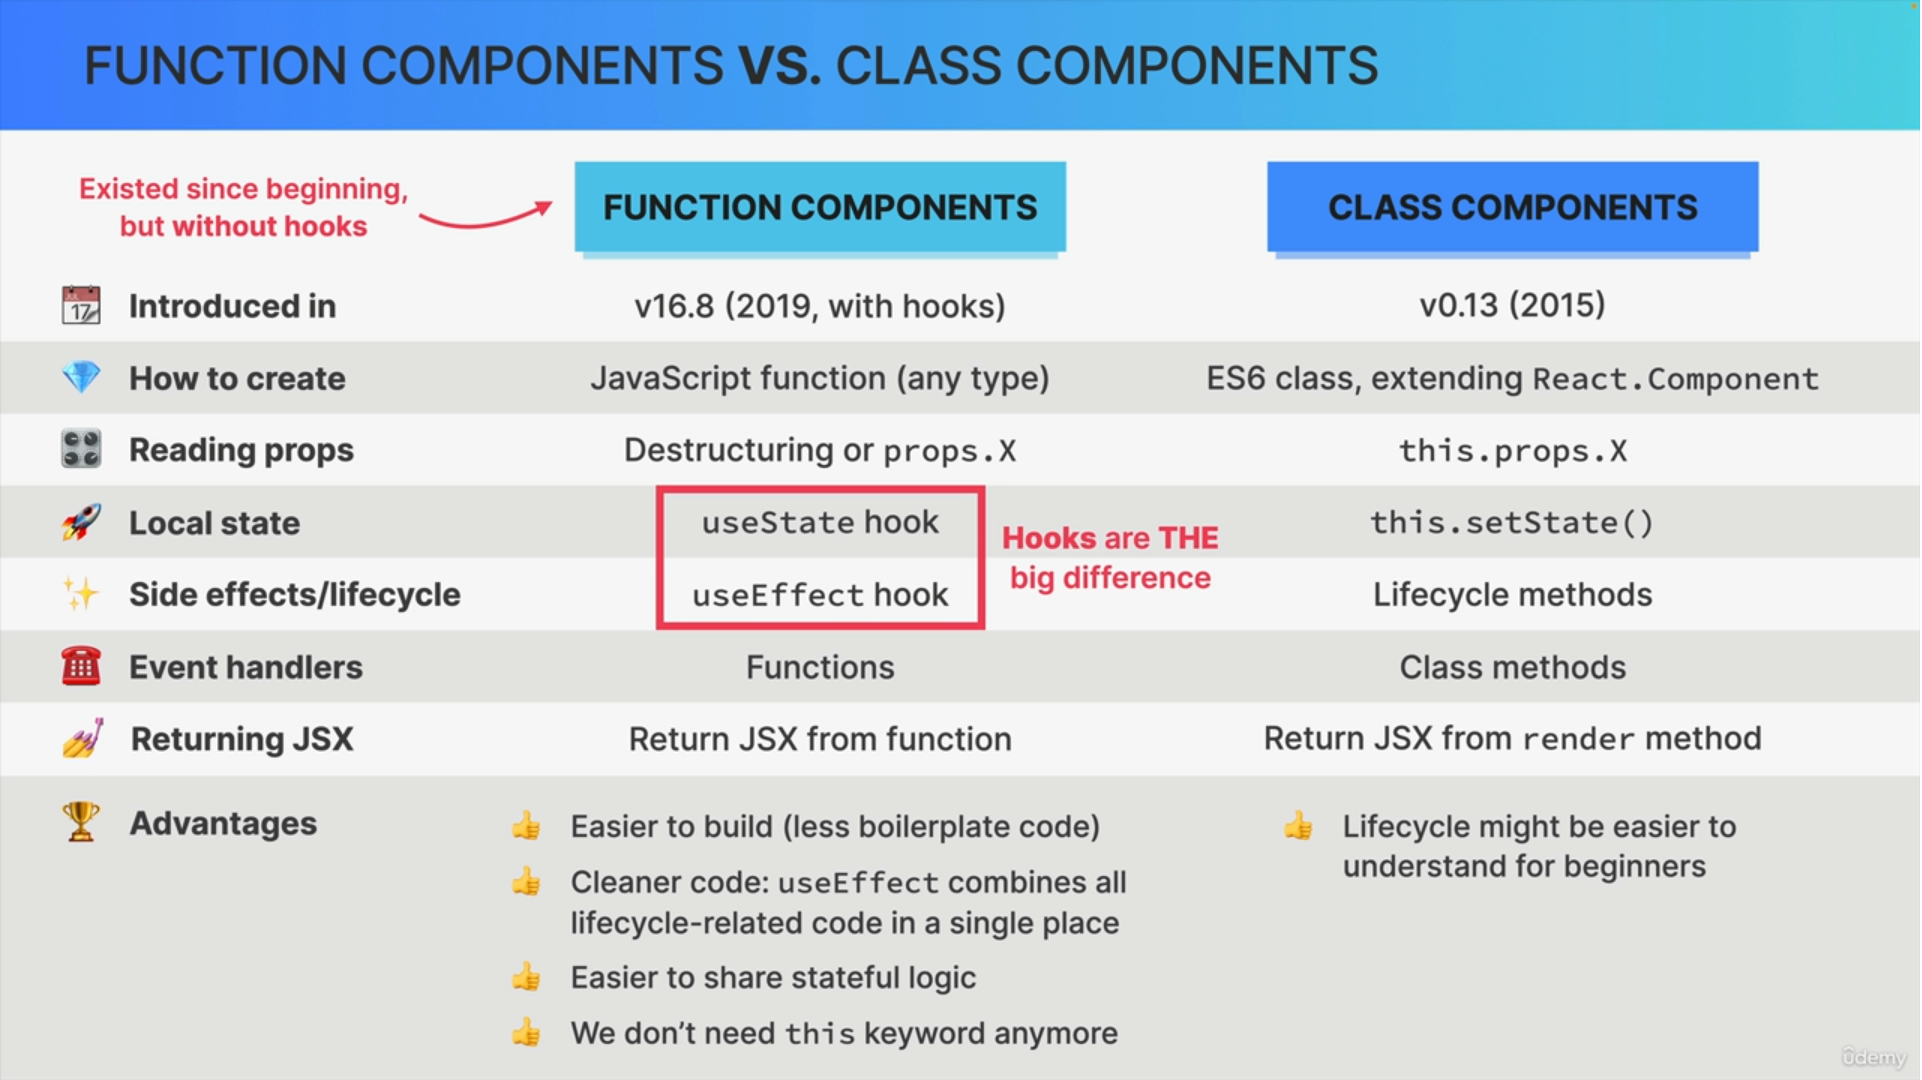 FUNCTION COMPONENTS VS. CLASS COMPONENTS
Existed since beginning,
but without hooks
FUNCTION COMPONENTS
CLASS COMPONENTS
JUL
17
Introduced in
v16.8 (2019, with hooks)
v0.13 (2015)
How to create
JavaScript function (any type)
ES6 class, extending React.Component
Reading props
Destructuring or props.X
this.props.X
Local state
useState hook
this.setState()
Hooks are THE
big difference
Side effects/lifecycle
useEffect hook
Lifecycle methods
Event handlers
Functions
Class methods
Returning JSX
Return JSX from function
Return JSX from render method
Advantages
Easier to build (less boilerplate code)
Cleaner code: useEffect combines all
lifecycle-related code in a single place
Easier to share stateful logic
We don’t need this keyword anymore
Lifecycle might be easier to
understand for beginners
ûdemy